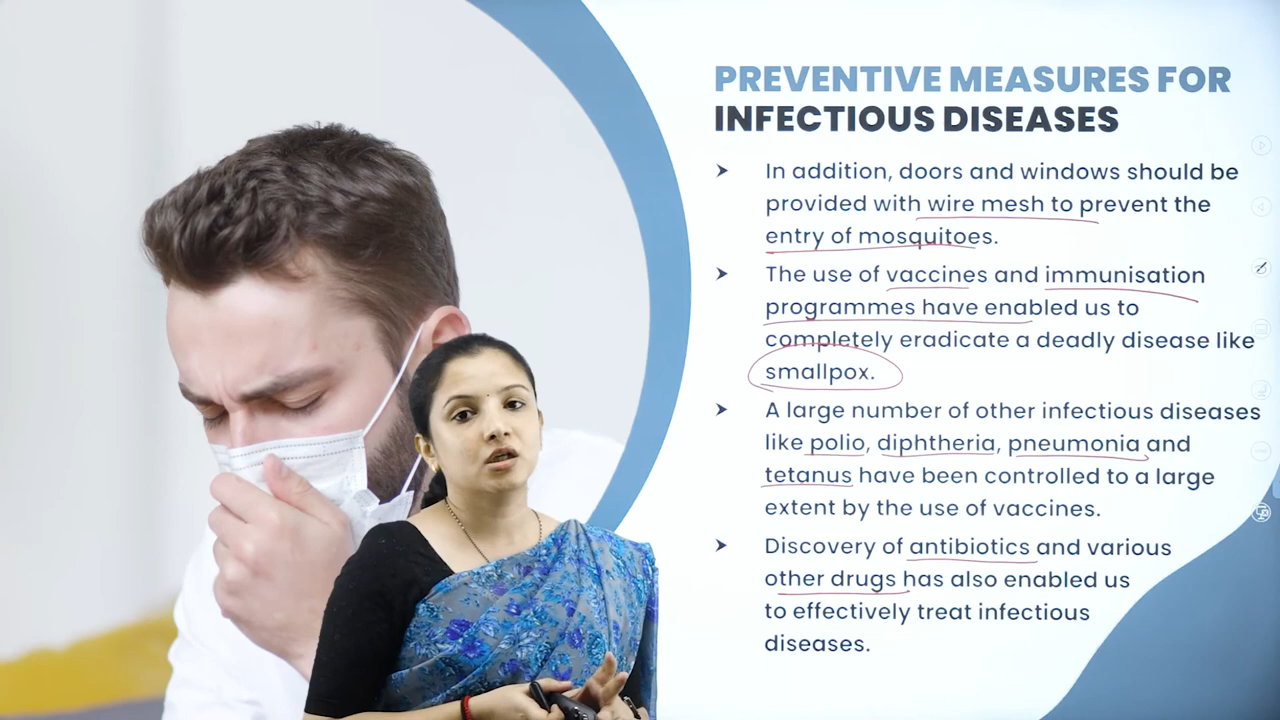 PREVENTIVE MEASURES FOR
INFECTIOUS DISEASES
➤ In addition, doors and windows should be
provided with wire mesh to prevent the
entry of mosquitoes.
➤ The use of vaccines and immunisation
programmes have enabled us to
completely eradicate a deadly disease like
smallpox.
➤ A large number of other infectious diseases
like polio, diphtheria, pneumonia and
tetanus have been controlled to a large
extent by the use of vaccines.
➤ Discovery of antibiotics and various
other drugs has also enabled us
to effectively treat infectious
diseases.